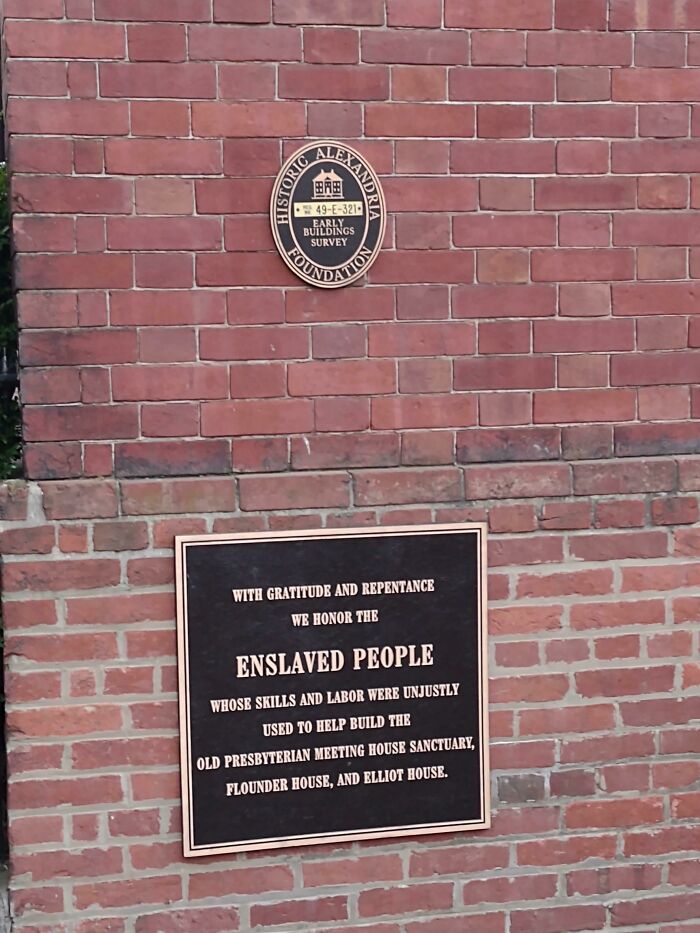 HISTORIC ALEXANDRIA
49-E-321
EARLY
BUILDINGS
SURVEY
FOUNDATION
WITH GRATITUDE AND REPENTANCE
WE HONOR THE
ENSLAVED PEOPLE
WHOSE SKILLS AND LABOR WERE UNJUSTLY
USED TO HELP BUILD THE
OLD PRESBYTERIAN MEETING HOUSE SANCTUARY,
FLOUNDER HOUSE, AND ELLIOT HOUSE.